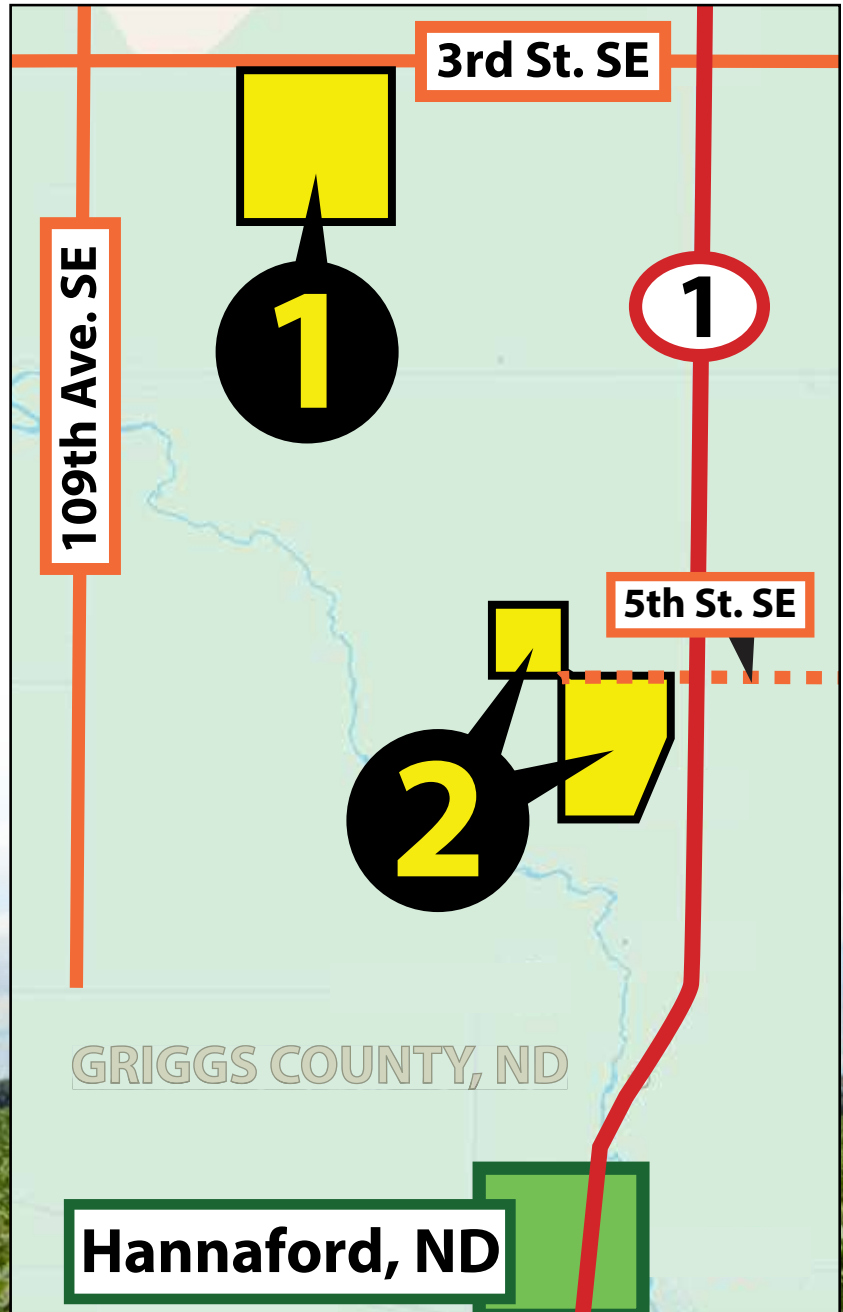 3rd St. SE
109th Ave. SE
1
1
5th St. SE
2
GRIGGS COUNTY, ND
Hannaford, ND